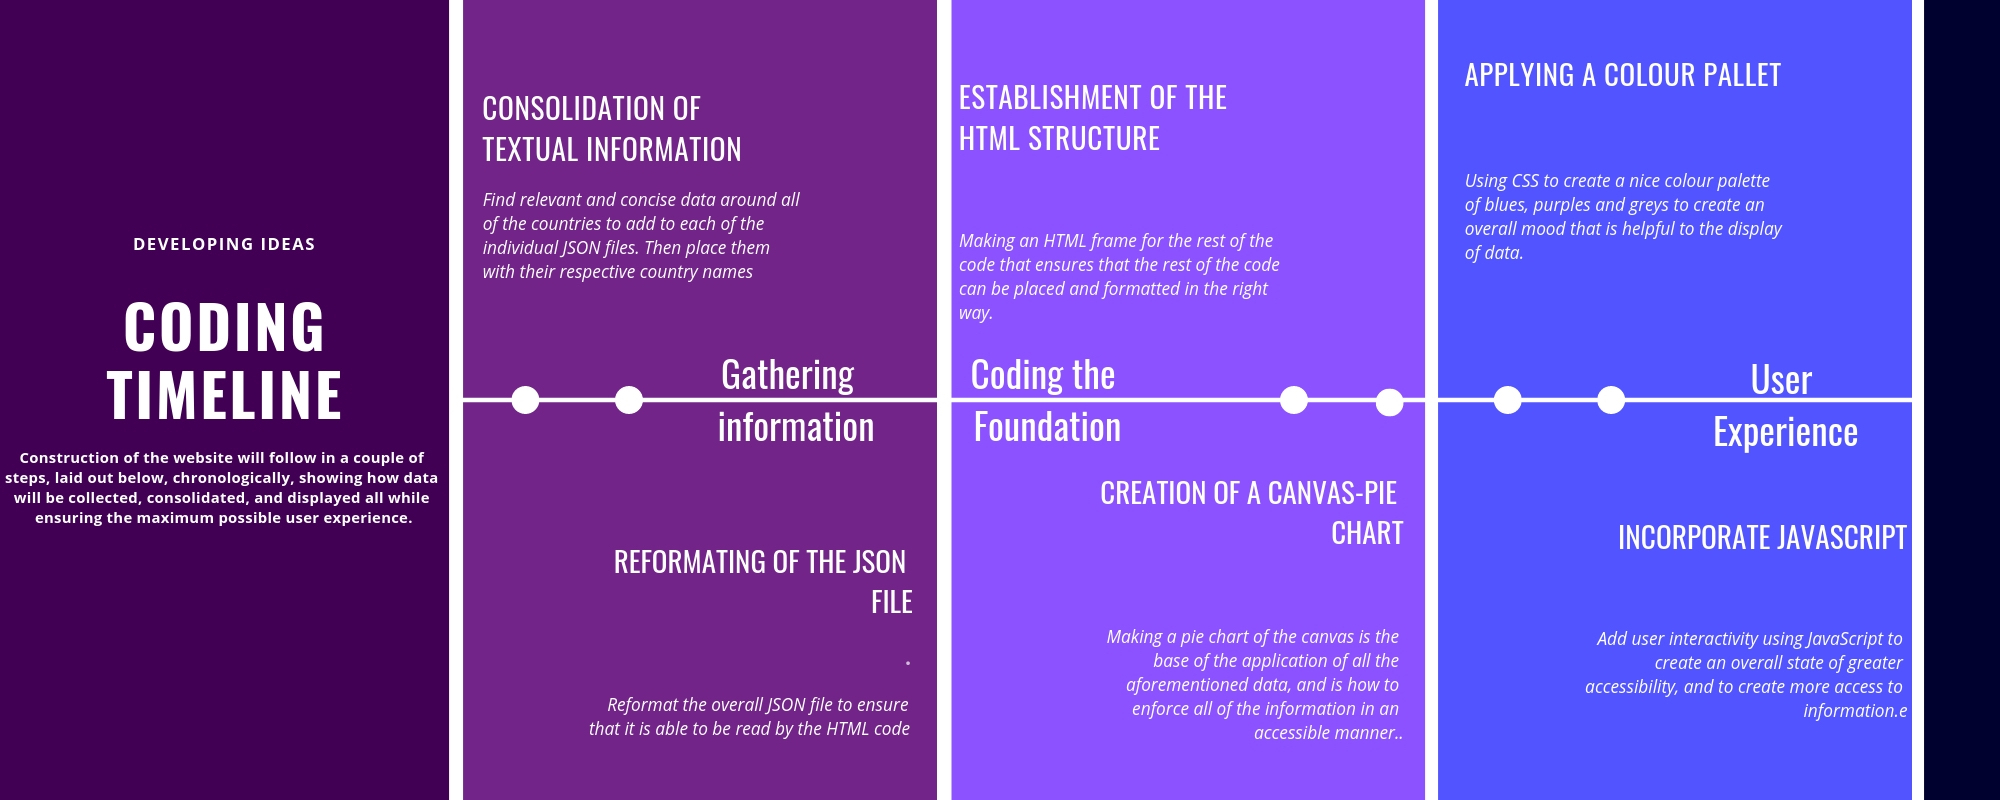 DEVELOPING IDEAS
CODING
TIMELINE
Construction of the website will follow in a couple of
steps, laid out below, chronologically, showing how data
will be collected, consolidated, and displayed all while
ensuring the maximum possible user experience.
CONSOLIDATION OF
TEXTUAL INFORMATION
Find relevant and concise data around all
of the countries to add to each of the
individual JSON files. Then place them
with their respective country names
Gathering
information
REFORMATING OF THE JSON
FILE
.
Reformat the overall JSON file to ensure
that it is able to be read by the HTML code
ESTABLISHMENT OF THE
HTML STRUCTURE
Making an HTML frame for the rest of the
code that ensures that the rest of the code
can be placed and formatted in the right
way.
Coding the
Foundation
CREATION OF A CANVAS-PIE
CHART
Making a pie chart of the canvas is the
base of the application of all the
aforementioned data, and is how to
enforce all of the information in an
accessible manner..
APPLYING A COLOUR PALLET
Using CSS to create a nice colour palette
of blues, purples and greys to create an
overall mood that is helpful to the display
of data.
User
Experience
INCORPORATE JAVASCRIPT
Add user interactivity using JavaScript to
create an overall state of greater
accessibility, and to create more access to
information.e